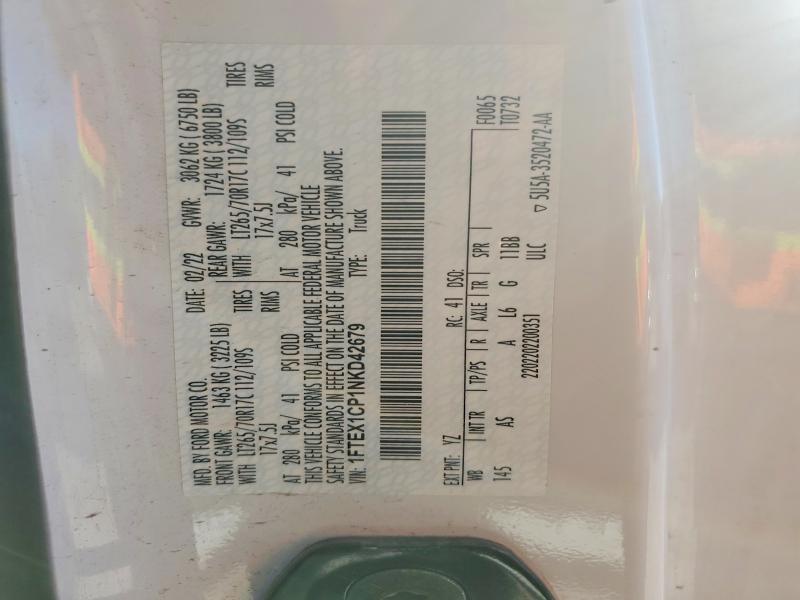 MFD. BY FORD MOTOR CO.
DATE: 02/22 GVWR: 3062 KG ( 6750 LB)
FRONT GAWR: 1463 KG ( 3225 LB) REAR GAWR: 1724 KG ( 3800 LB)
WITH LT265/70R17C 112/109S TIRES WITH LT265/70R17C 112/109S TIRES
17x7.5J RIMS 17x7.5J RIMS
AT 280 kPa/ 41 PSI COLD AT 280 kPa/ 41 PSI COLD
THIS VEHICLE CONFORMS TO ALL APPLICABLE FEDERAL MOTOR VEHICLE
SAFETY STANDARDS IN EFFECT ON THE DATE OF MANUFACTURE SHOWN ABOVE.
VIN: 1FTEX1CP1NKD42679 TYPE: Truck
EXT PNT: YZ RC: 41 DSO: F0065
WB INT TR TP/PS R AXLE TR SPR T0732
145 AS A L6 G 11BB
2202202200351 ULC ▽ 5U5A-3520472-AA